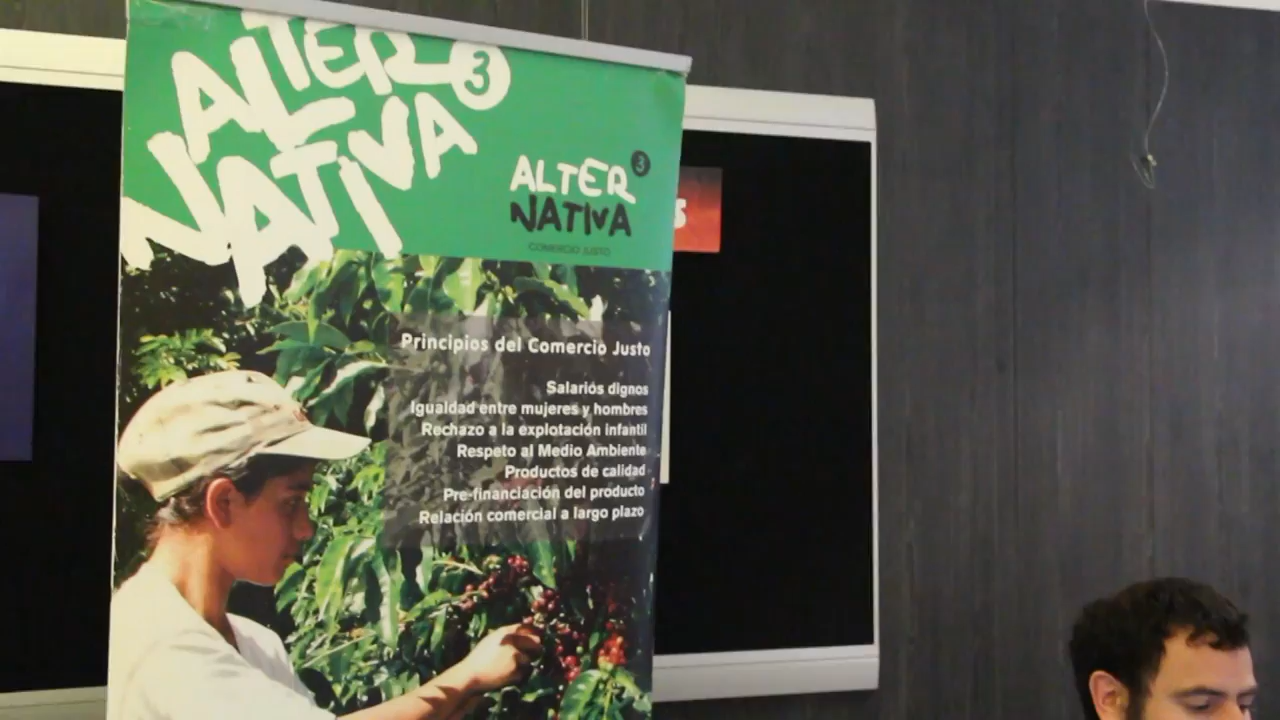 ALTER 3
NATIVA
ALTER 3
NATIVA
COMERCIO JUSTO
Principios del Comercio Justo
Salarios dignos
Igualdad entre mujeres y hombres
Rechazo a la explotación infantil
Respeto al Medio Ambiente
Productos de calidad
Pre-financiación del producto
Relación comercial a largo plazo